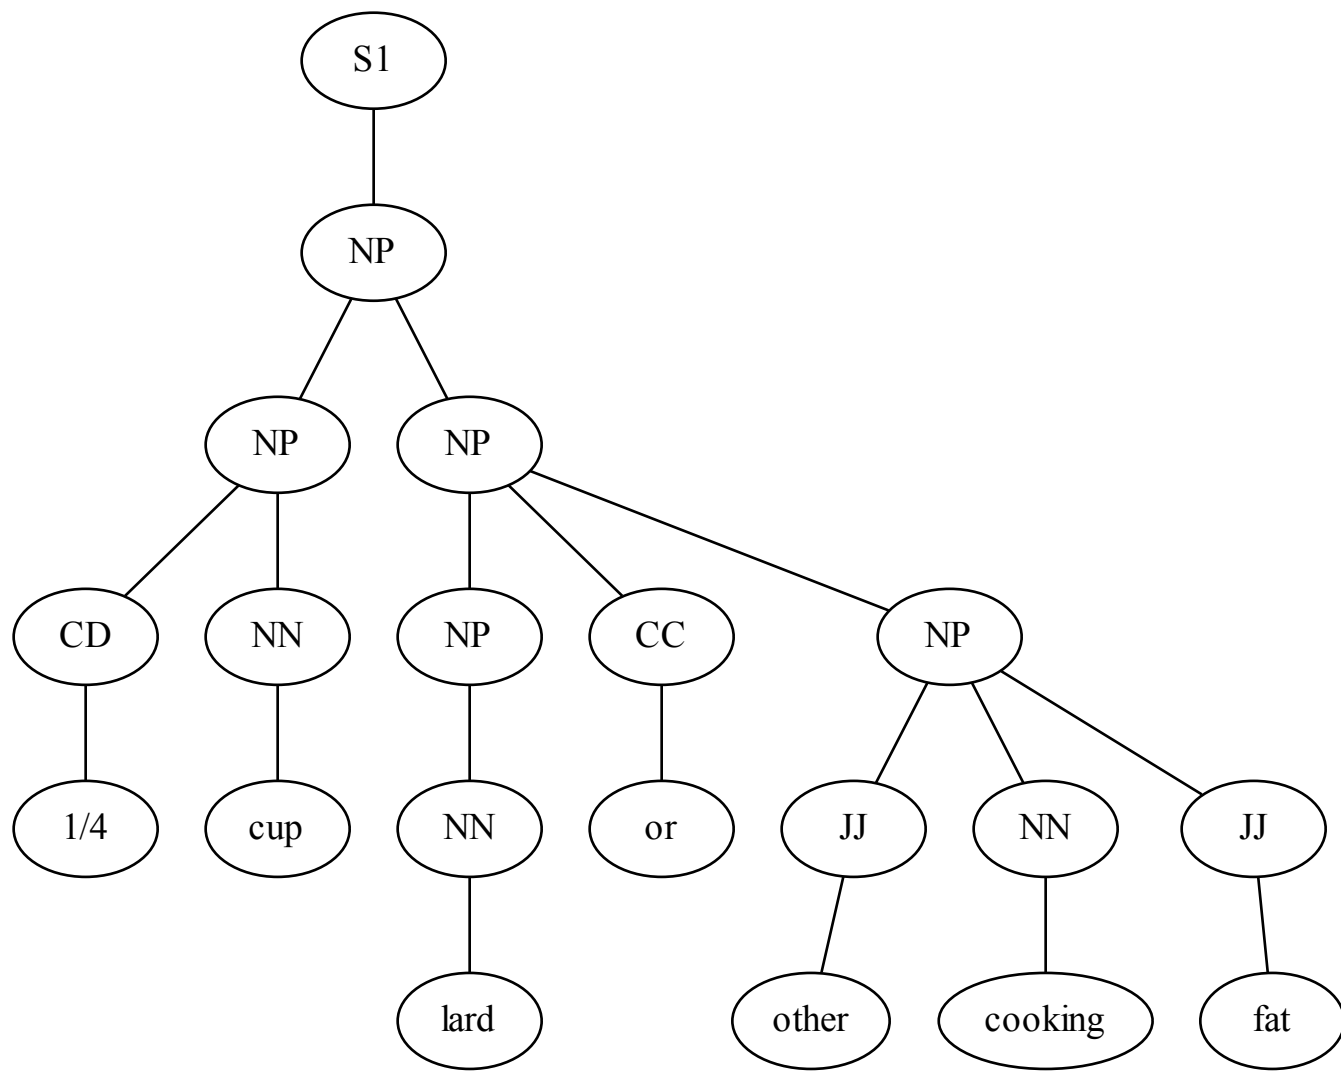 S1
NP
NP NP
CD NN NP CC NP
1/4 cup NN or JJ NN JJ
lard other cooking fat